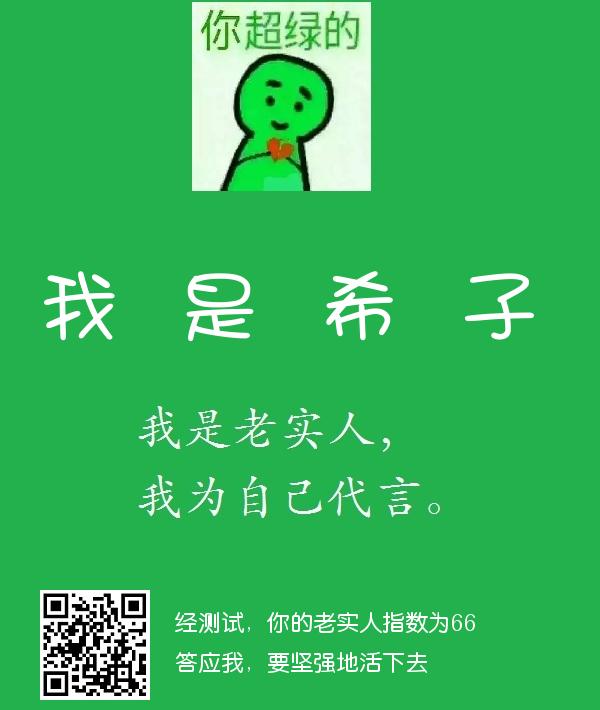 你超绿的
我是希子
我是老实人，
我为自己代言。
经测试，你的老实人指数为66
答应我，要坚强地活下去